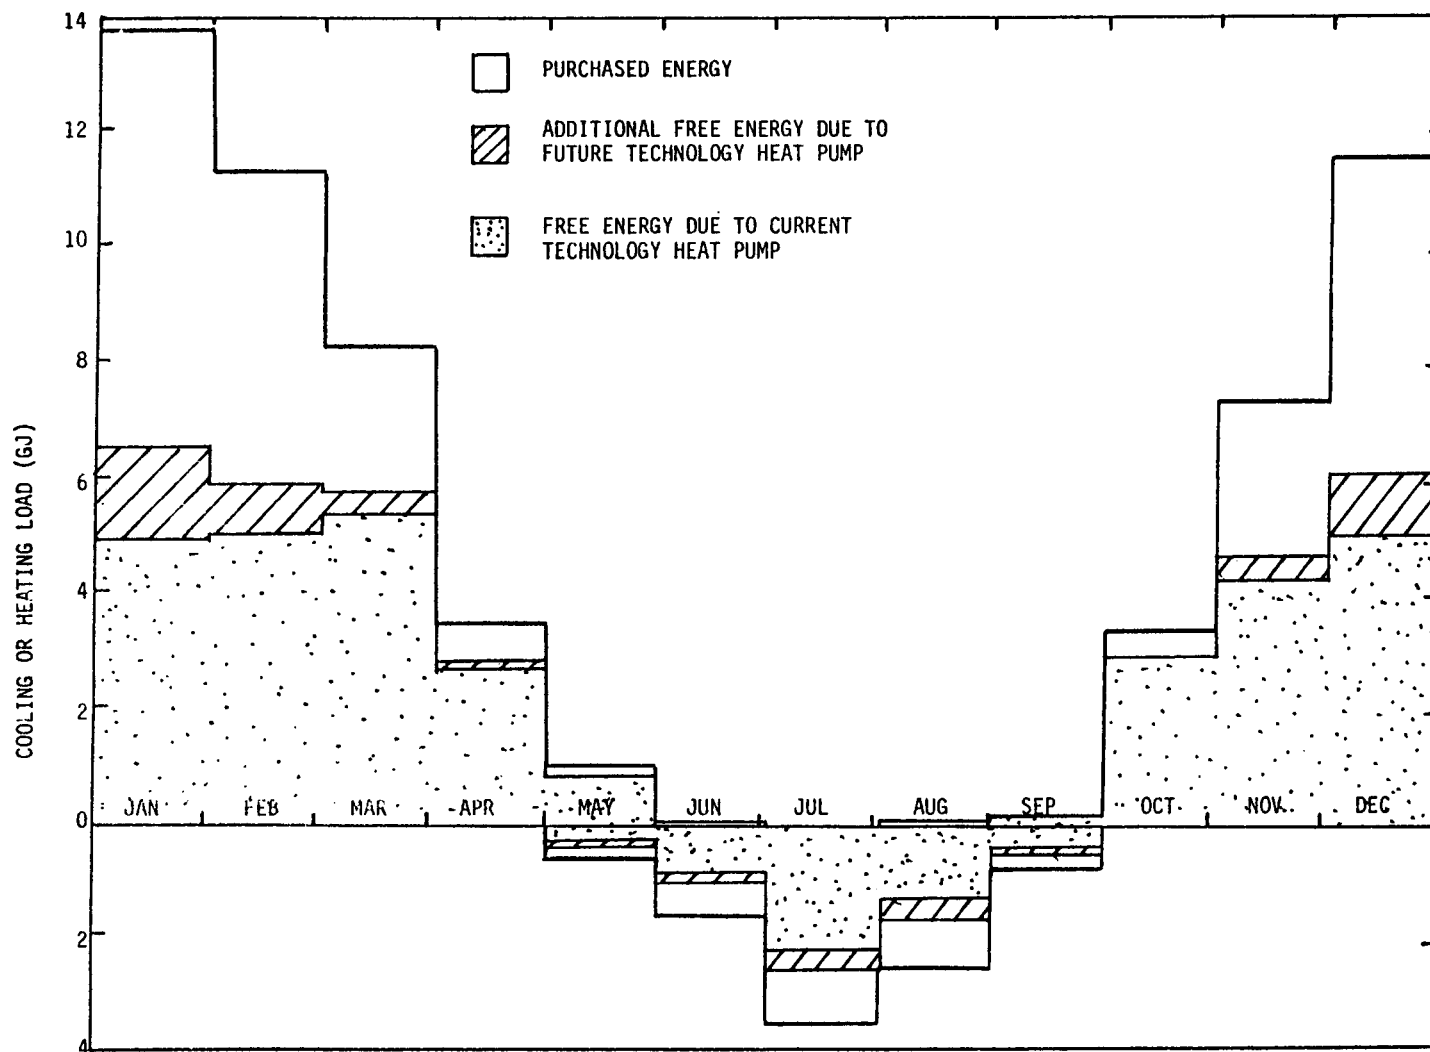 14
12
10
8
6
4
2
0
2
4
COOLING OR HEATING LOAD (GJ)
PURCHASED ENERGY
ADDITIONAL FREE ENERGY DUE TO
FUTURE TECHNOLOGY HEAT PUMP
FREE ENERGY DUE TO CURRENT
TECHNOLOGY HEAT PUMP
JAN FEB MAR APR MAY JUN JUL AUG SEP OCT NOV DEC